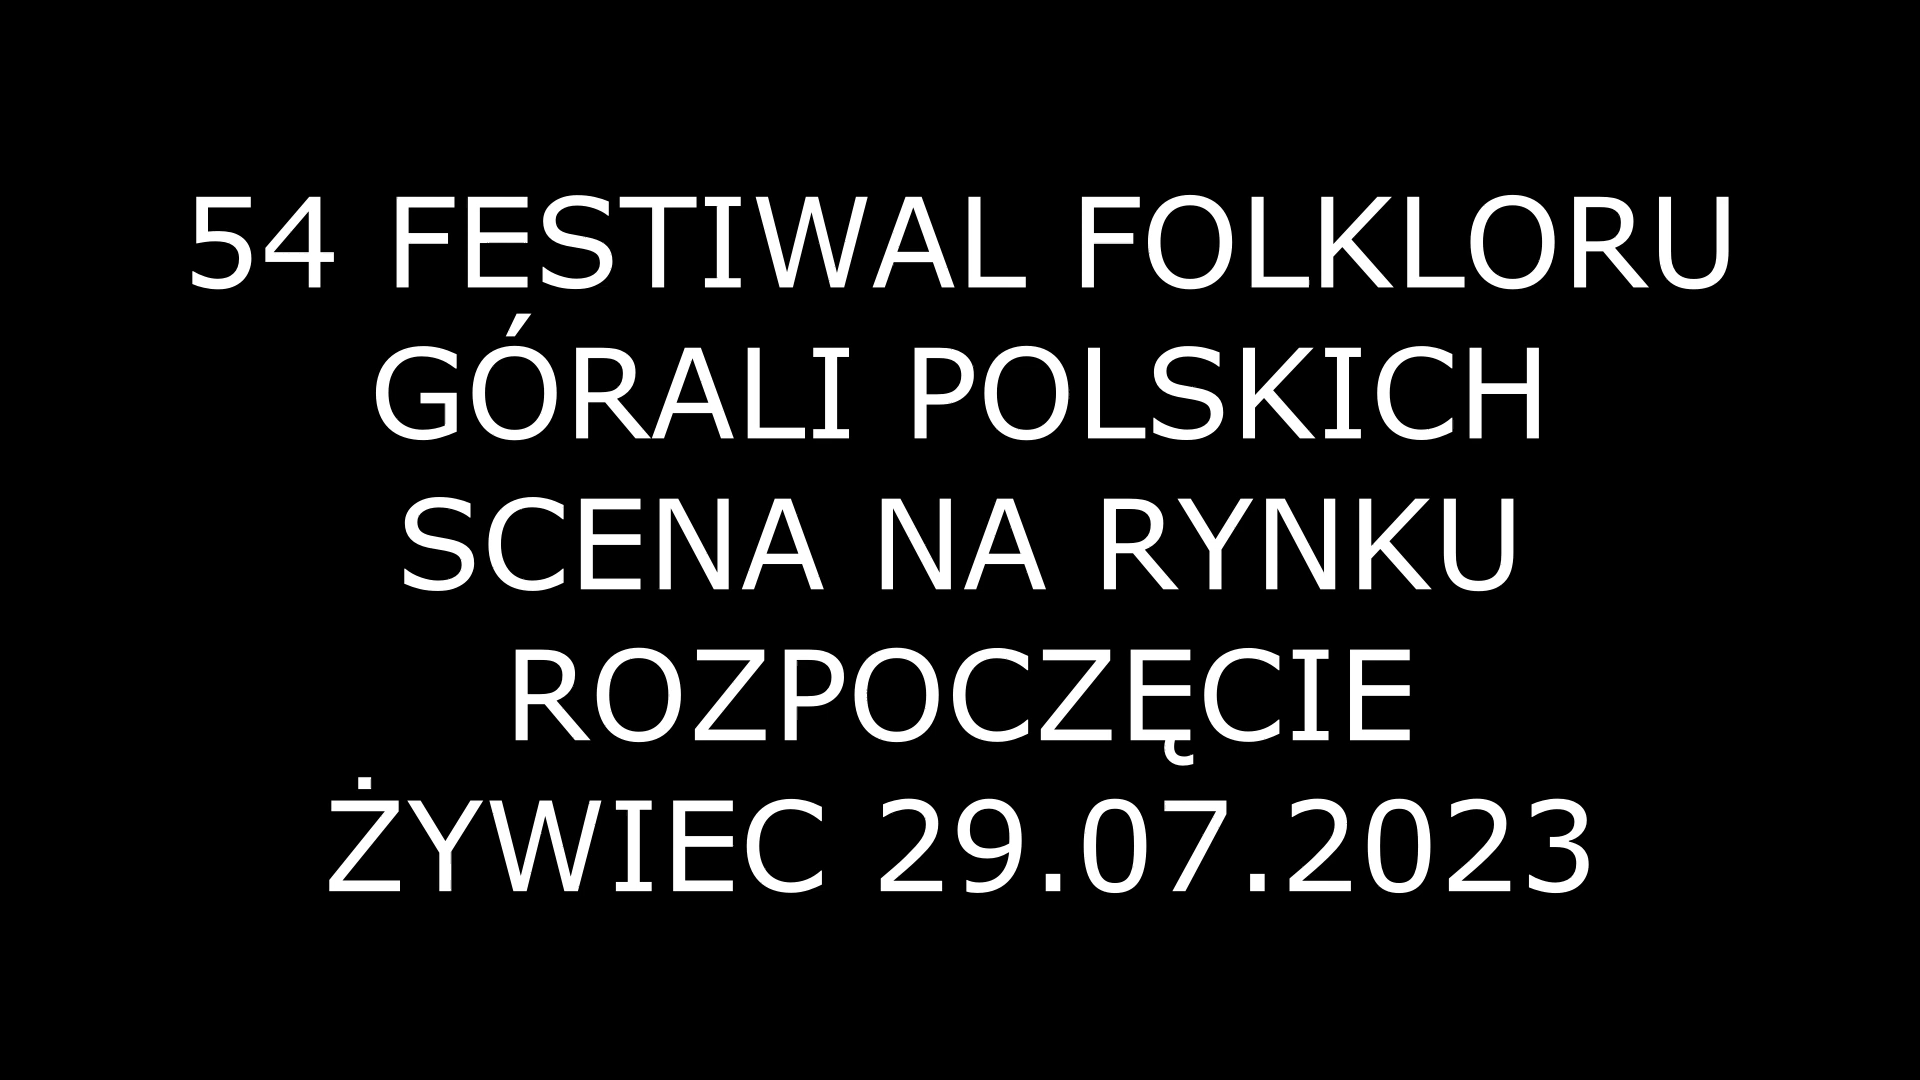 54 FESTIWAL FOLKLORU
GÓRALI POLSKICH
SCENA NA RYNKU
ROZPOCZĘCIE
ŻYWIEC 29.07.2023